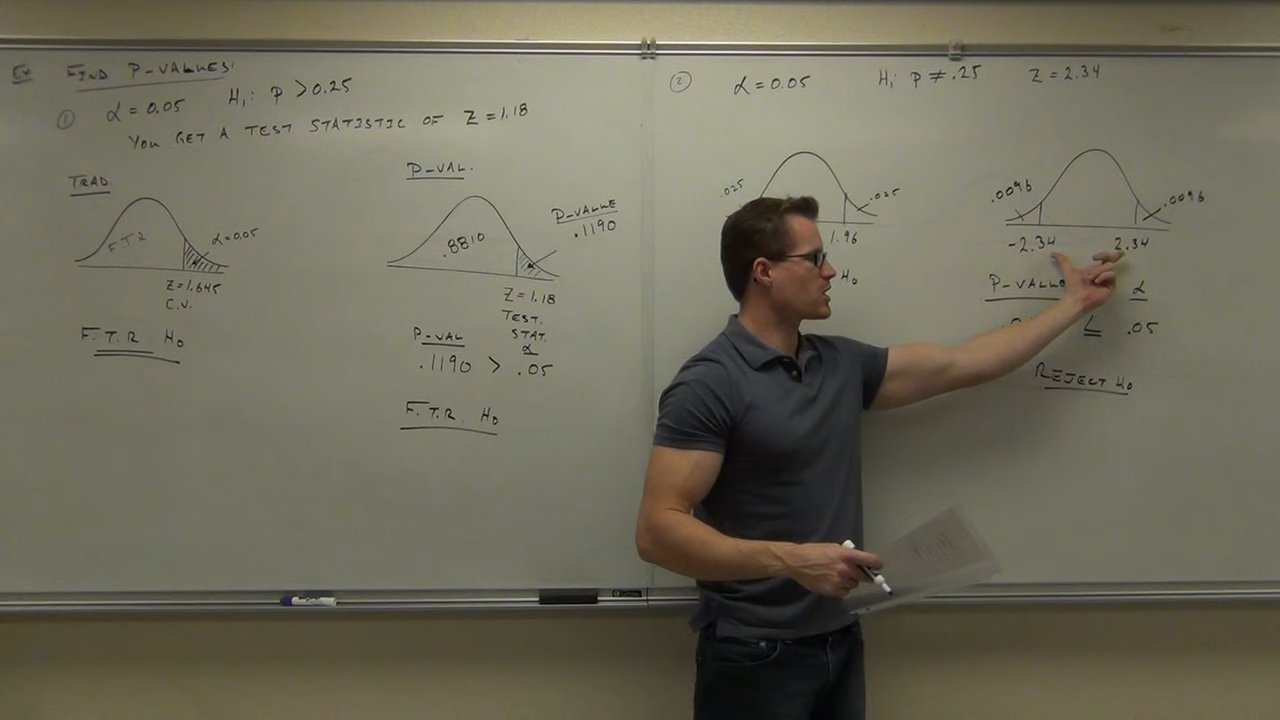 Ex FIND P-VALUES:
① α = 0.05 H₁: p > 0.25
YOU GET A TEST STATISTIC OF Z = 1.18
TRAD.
F.T.R
α = 0.05
Z = 1.645
C.V.
F.T.R H₀
P-VAL.
.8810
P-VALUE
.1190
Z = 1.18
TEST.
STAT.
P-VAL α
.1190 > .05
F.T.R. H₀
② α = 0.05 H₁: p ≠ .25 Z = 2.34
.025 .025
1.96
H₀
.0096 .0096
-2.34 2.34
P-VALU α
≤ .05
REJECT H₀